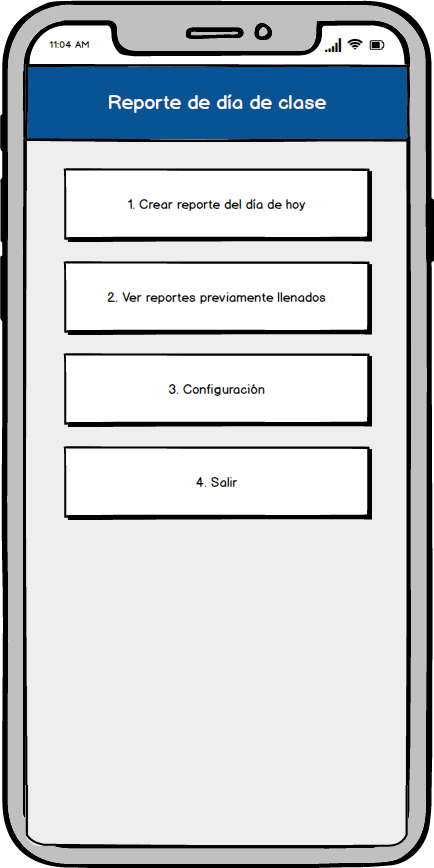 11:04 AM
Reporte de día de clase
1. Crear reporte del día de hoy
2. Ver reportes previamente llenados
3. Configuración
4. Salir